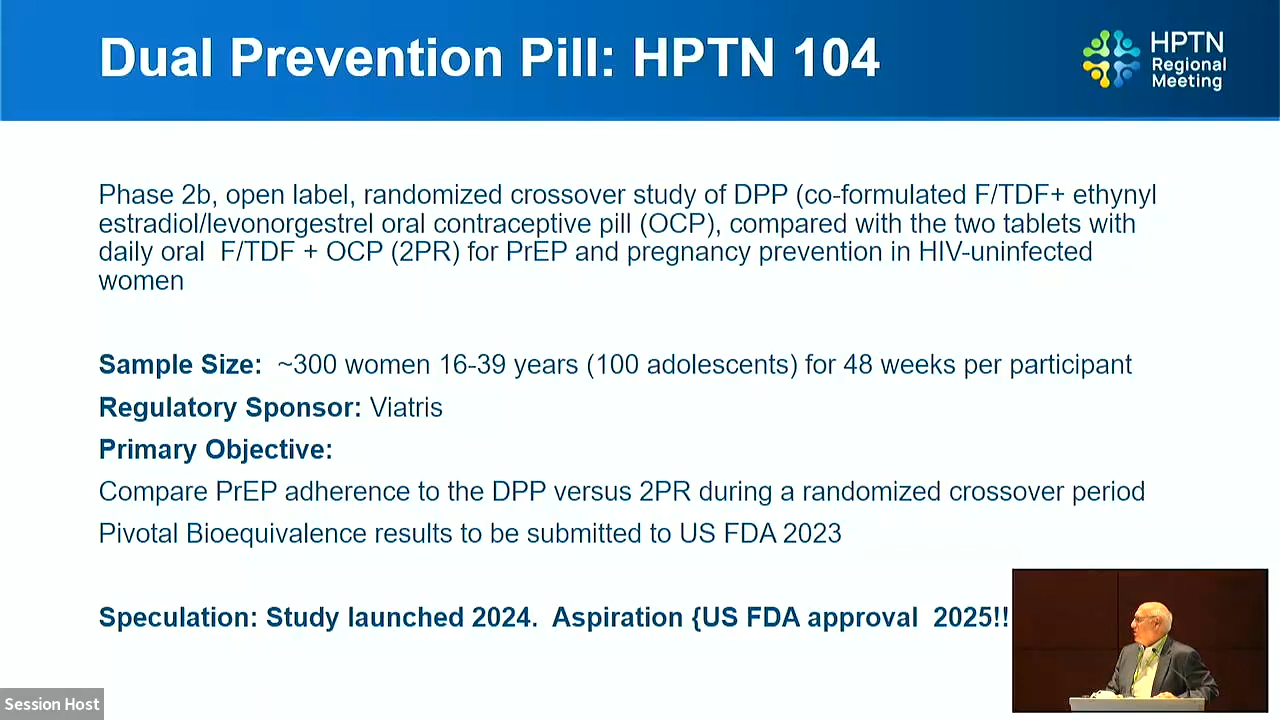 Dual Prevention Pill: HPTN 104
HPTN
Regional
Meeting
Phase 2b, open label, randomized crossover study of DPP (co-formulated F/TDF+ ethynyl
estradiol/levonorgestrel oral contraceptive pill (OCP), compared with the two tablets with
daily oral F/TDF + OCP (2PR) for PrEP and pregnancy prevention in HIV-uninfected
women
Sample Size: ~300 women 16-39 years (100 adolescents) for 48 weeks per participant
Regulatory Sponsor: Viatris
Primary Objective:
Compare PrEP adherence to the DPP versus 2PR during a randomized crossover period
Pivotal Bioequivalence results to be submitted to US FDA 2023
Speculation: Study launched 2024. Aspiration {US FDA approval 2025!!
Session Host